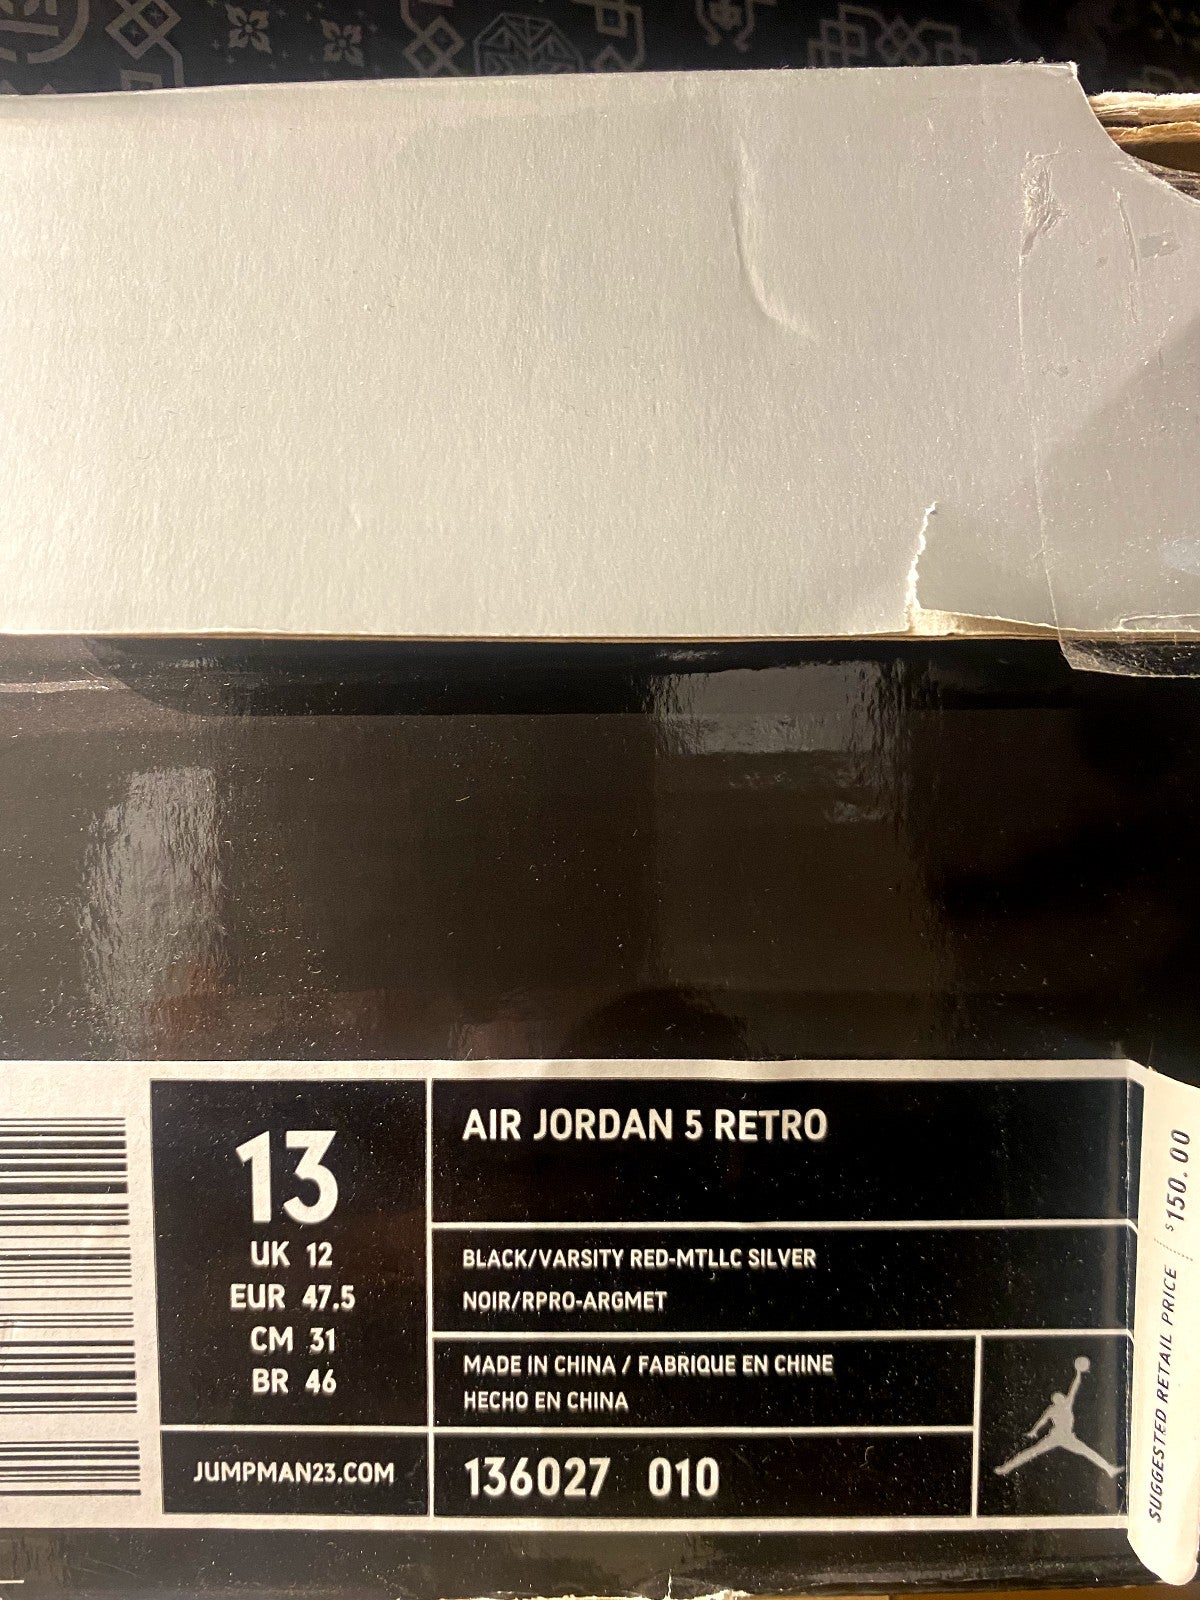 13
UK 12
EUR 47.5
CM 31
BR 46
JUMPMAN23.COM
AIR JORDAN 5 RETRO
BLACK/VARSITY RED-MTLLC SILVER
NOIR/RPRO-ARGMET
MADE IN CHINA / FABRIQUE EN CHINE
HECHO EN CHINA
136027 010
SUGGESTED RETAIL PRICE $150.00